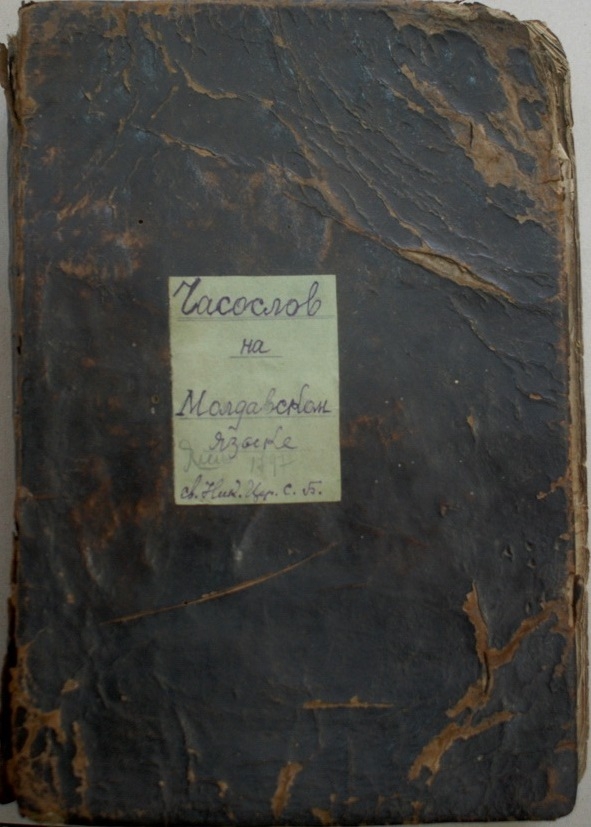 Часослов
на
Молдавском
языке
св. Ник. Цер. с. Б.